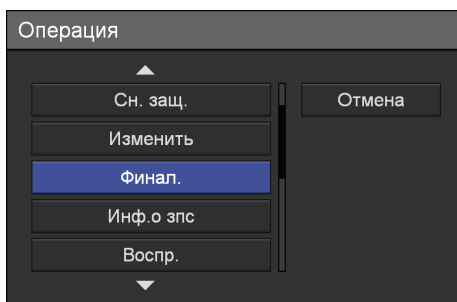 Операция
Сн. защ.
Отмена
Изменить
Финал.
Инф.о зпс
Воспр.